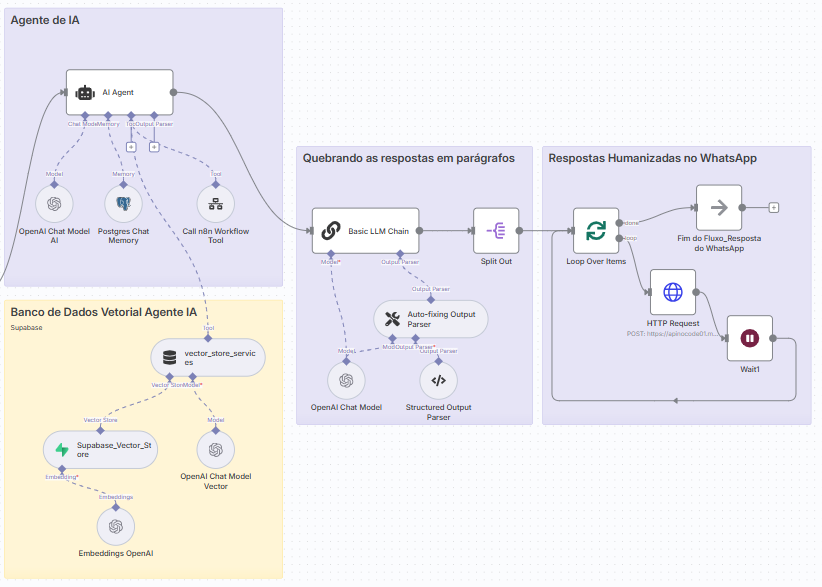 Agente de IA
AI Agent
Chat Model
Memory
Tool
Output Parser
Model
Memory
Tool
OpenAI Chat Model
AI
Postgres Chat
Memory
Call n8n Workflow
Tool
Banco de Dados Vetorial Agente IA
Supabase
Tool
vector_store_servic
es
Vector Store
Model*
Vector Store
Model
Supabase_Vector_St
ore
OpenAI Chat Model
Vector
Embedding*
Embeddings
Embeddings OpenAI
Quebrando as respostas em parágrafos
Basic LLM Chain
Split Out
Model*
Output Parser
Output Parser
Auto-fixing Output
Parser
Model
Output Parser*
Model
Output Parser
OpenAI Chat Model
Structured Output
Parser
Respostas Humanizadas no WhatsApp
done
loop
Loop Over Items
Fim do Fluxo_Resposta
do WhatsApp
HTTP Request
POST: https://apinocode01.m...
Wait1